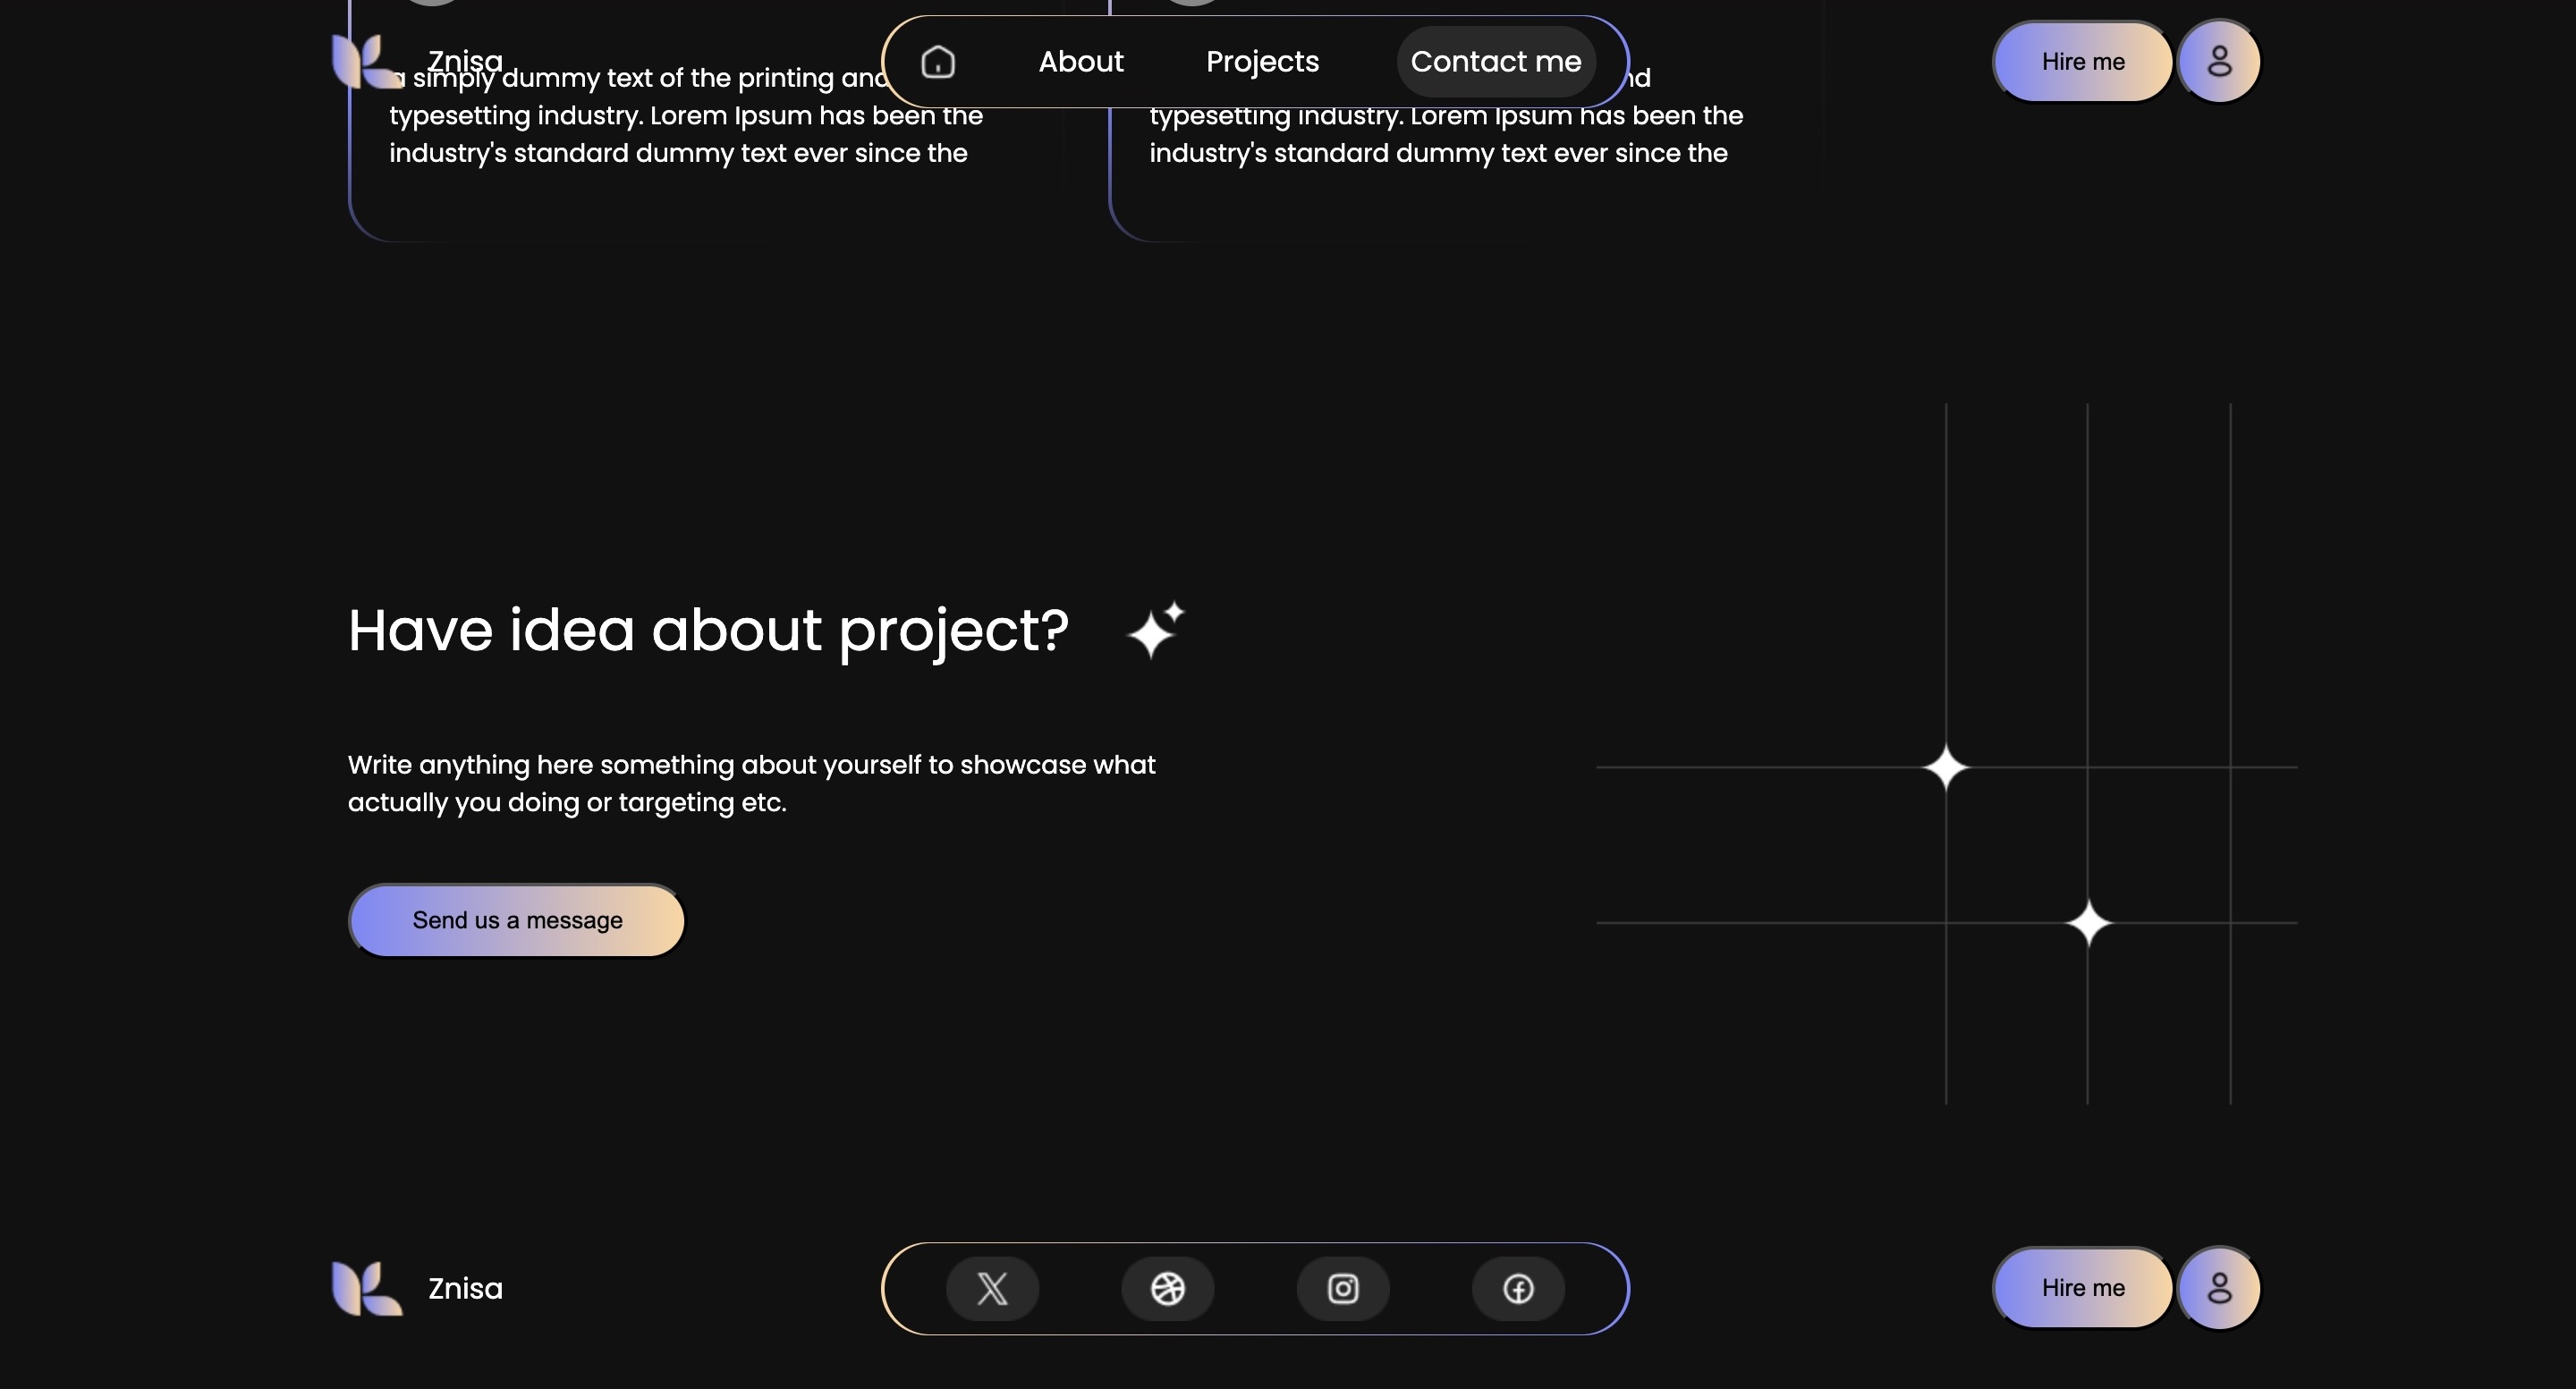 Znisa
About
Projects
Contact me
Hire me
simply dummy text of the printing and
typesetting industry. Lorem Ipsum has been the
industry's standard dummy text ever since the
typesetting industry. Lorem Ipsum has been the
industry's standard dummy text ever since the
Have idea about project?
Write anything here something about yourself to showcase what
actually you doing or targeting etc.
Send us a message
Znisa
Hire me